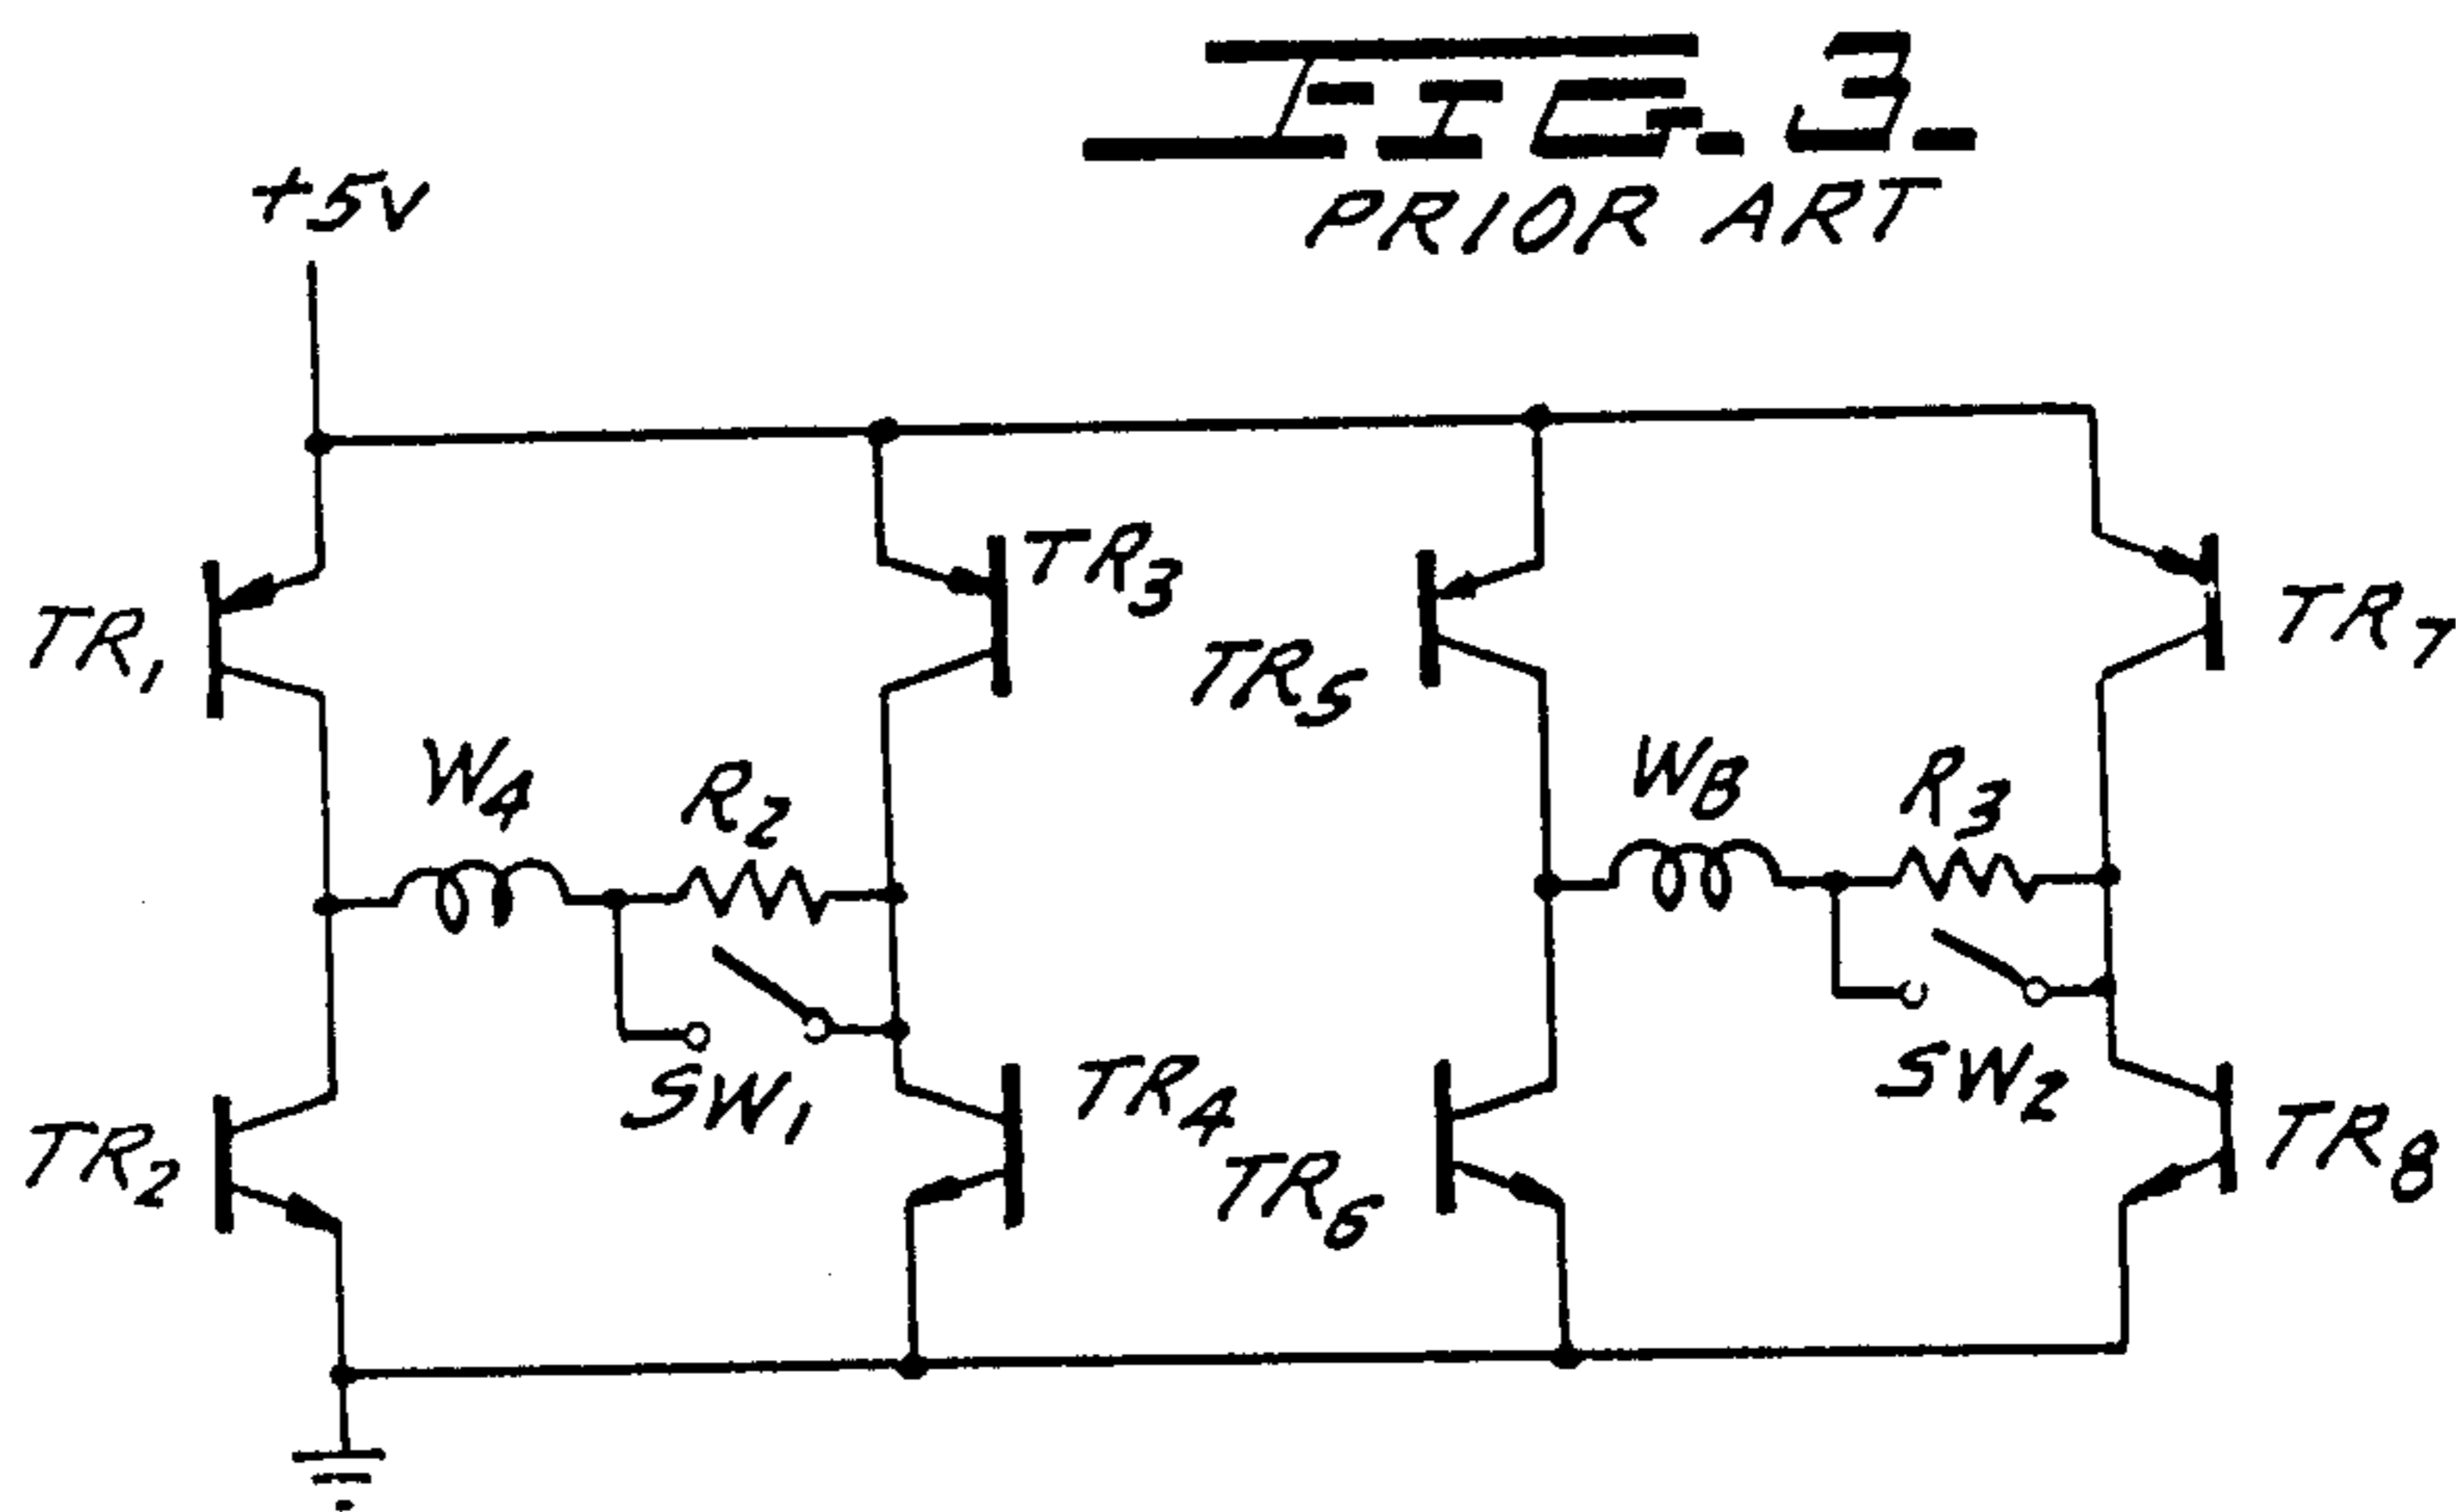 FIG. 3.
PRIOR ART
+5V
TR1
TR3
TR5
TR7
WA
R2
WB
R3
SW1
SW2
TR2
TR4
TR6
TR8